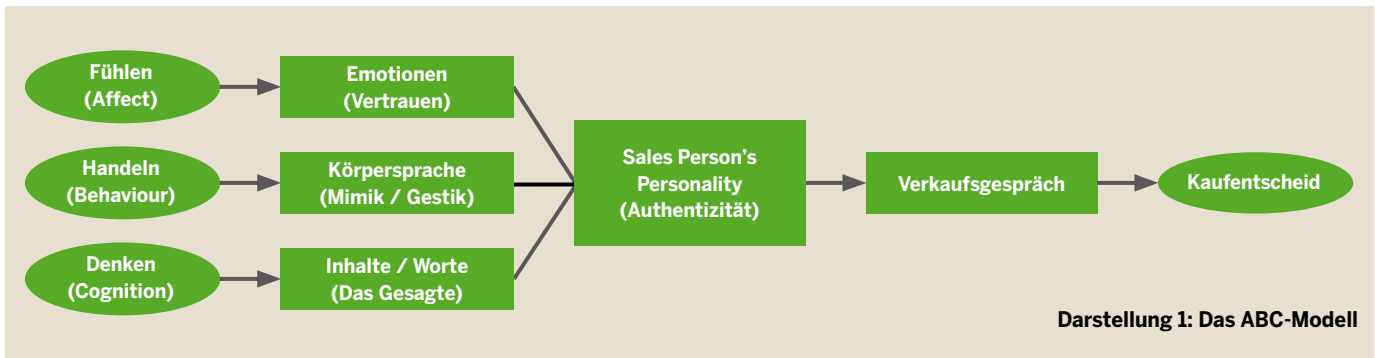 Fühlen
(Affect)
Emotionen
(Vertrauen)
Handeln
(Behaviour)
Körpersprache
(Mimik / Gestik)
Denken
(Cognition)
Inhalte / Worte
(Das Gesagte)
Sales Person's
Personality
(Authentizität)
Verkaufsgespräch
Kaufentscheid
Darstellung 1: Das ABC-Modell